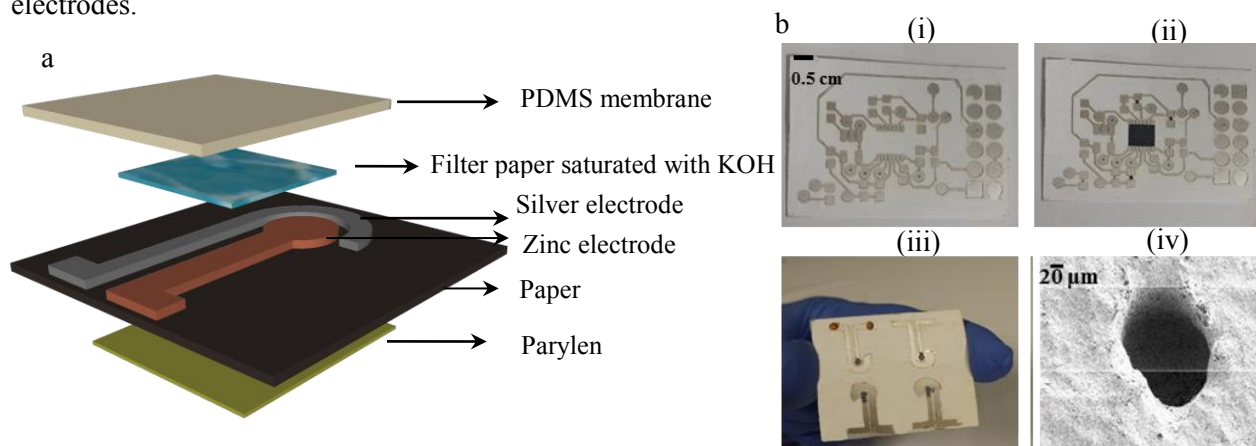 electrodes.
a
PDMS membrane
Filter paper saturated with KOH
Silver electrode
Zinc electrode
Paper
Parylen
b
(i)
(ii)
0.5 cm
(iii)
(iv)
20 µm